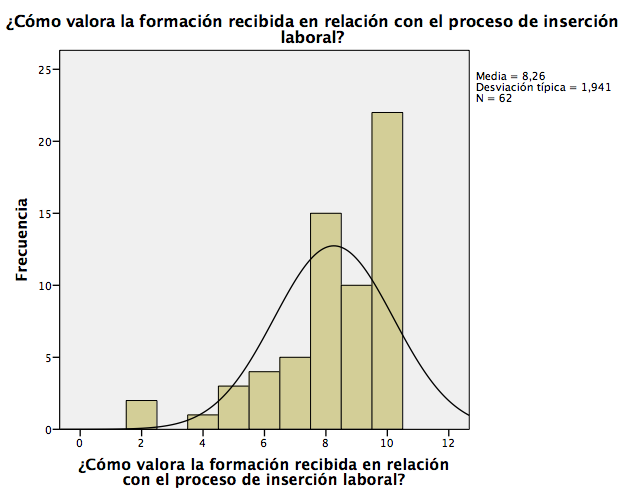 ¿Cómo valora la formación recibida en relación con el proceso de inserción
laboral?
Media = 8,26
Desviación típica = 1,941
N = 62
25
20
15
10
5
0
Frecuencia
0 2 4 6 8 10 12
¿Cómo valora la formación recibida en relación
con el proceso de inserción laboral?